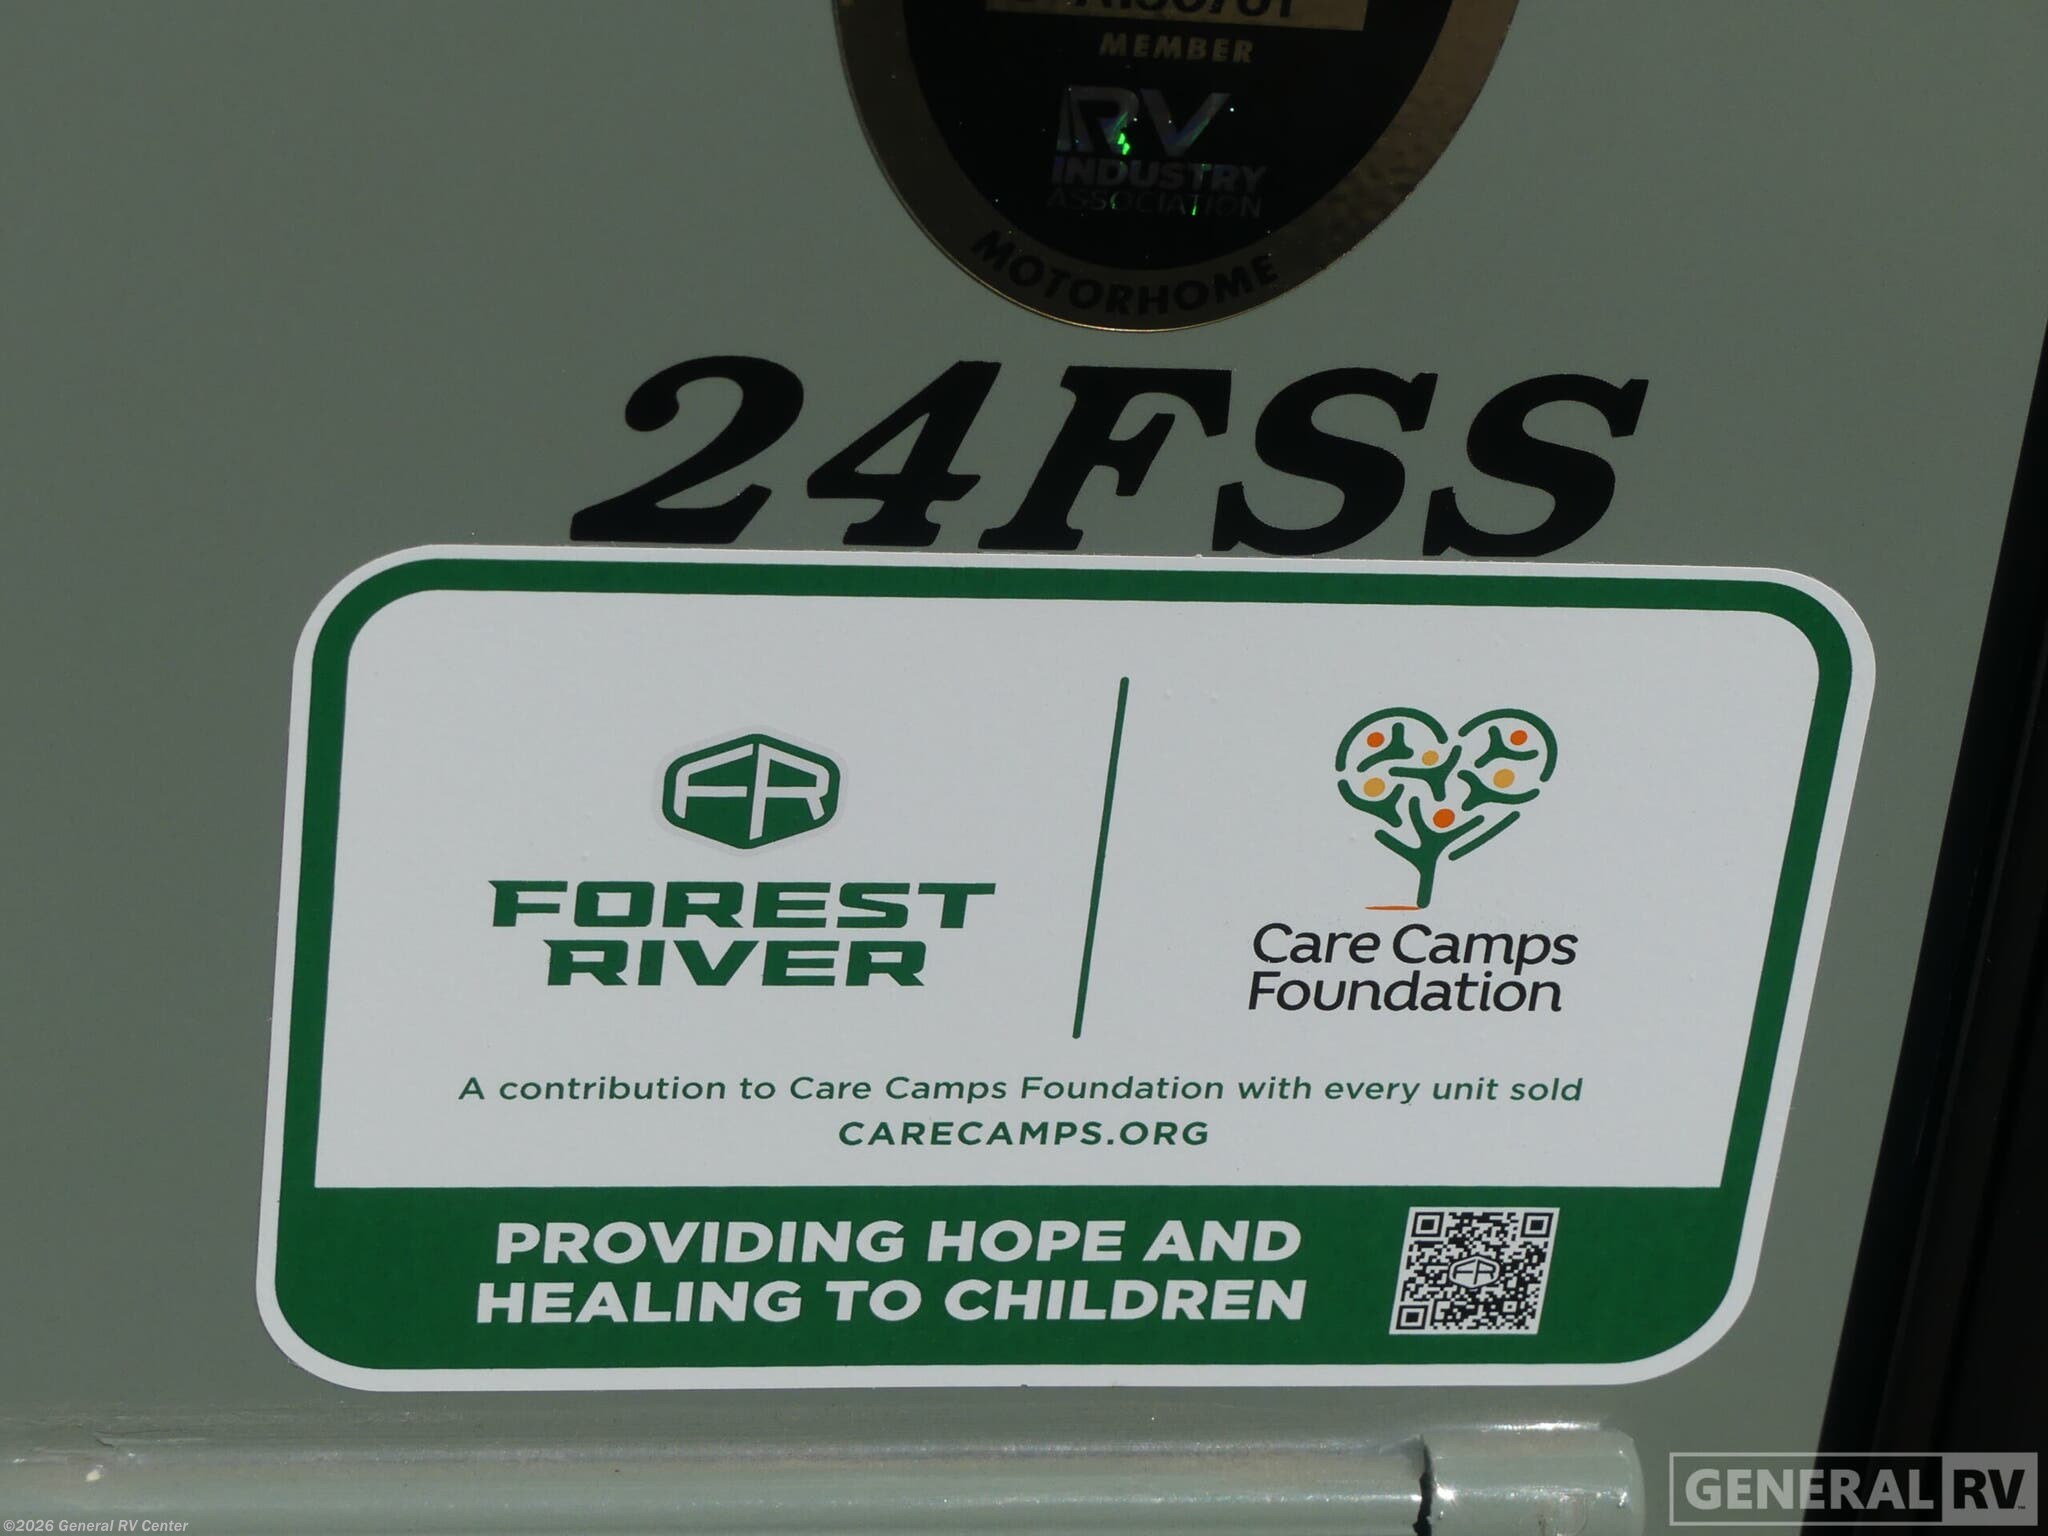 MEMBER
RV
INDUSTRY
ASSOCIATION
MOTORHOME
24FSS
FR
FOREST
RIVER
Care Camps
Foundation
A contribution to Care Camps Foundation with every unit sold
CARECAMPS.ORG
PROVIDING HOPE AND
HEALING TO CHILDREN
FR
GENERAL RV
©2026 General RV Center